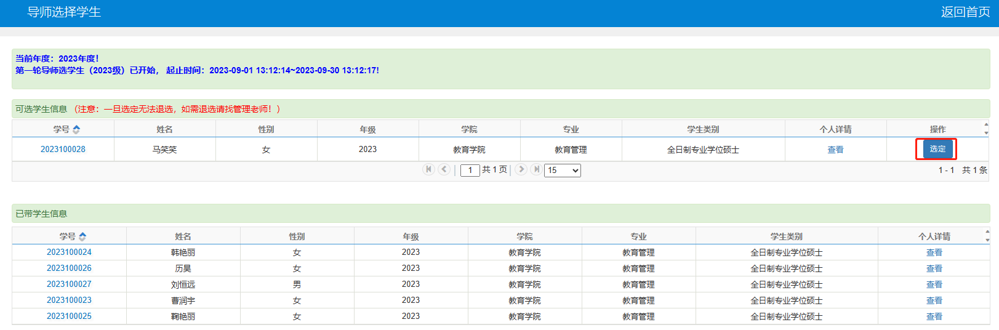 导师选择学生 返回首页
当前年度：2023年度！
第一轮导师选学生（2023级）已开始， 起止时间：2023-09-01 13:12:14~2023-09-30 13:12:17!
可选学生信息 （注意：一旦选定无法退选，如需退选请找管理老师！）
学号 姓名 性别 年级 学院 专业 学生类别 个人详情 操作
2023100028 马笑笑 女 2023 教育学院 教育管理 全日制专业学位硕士 查看 选定
1 共 1 页 15 1 - 1 共 1 条
已带学生信息
学号 姓名 性别 年级 学院 专业 学生类别 个人详情
2023100024 韩艳丽 女 2023 教育学院 教育管理 全日制专业学位硕士 查看
2023100026 历昊 女 2023 教育学院 教育管理 全日制专业学位硕士 查看
2023100027 刘恒远 男 2023 教育学院 教育管理 全日制专业学位硕士 查看
2023100023 曹润宇 女 2023 教育学院 教育管理 全日制专业学位硕士 查看
2023100025 鞠艳丽 女 2023 教育学院 教育管理 全日制专业学位硕士 查看